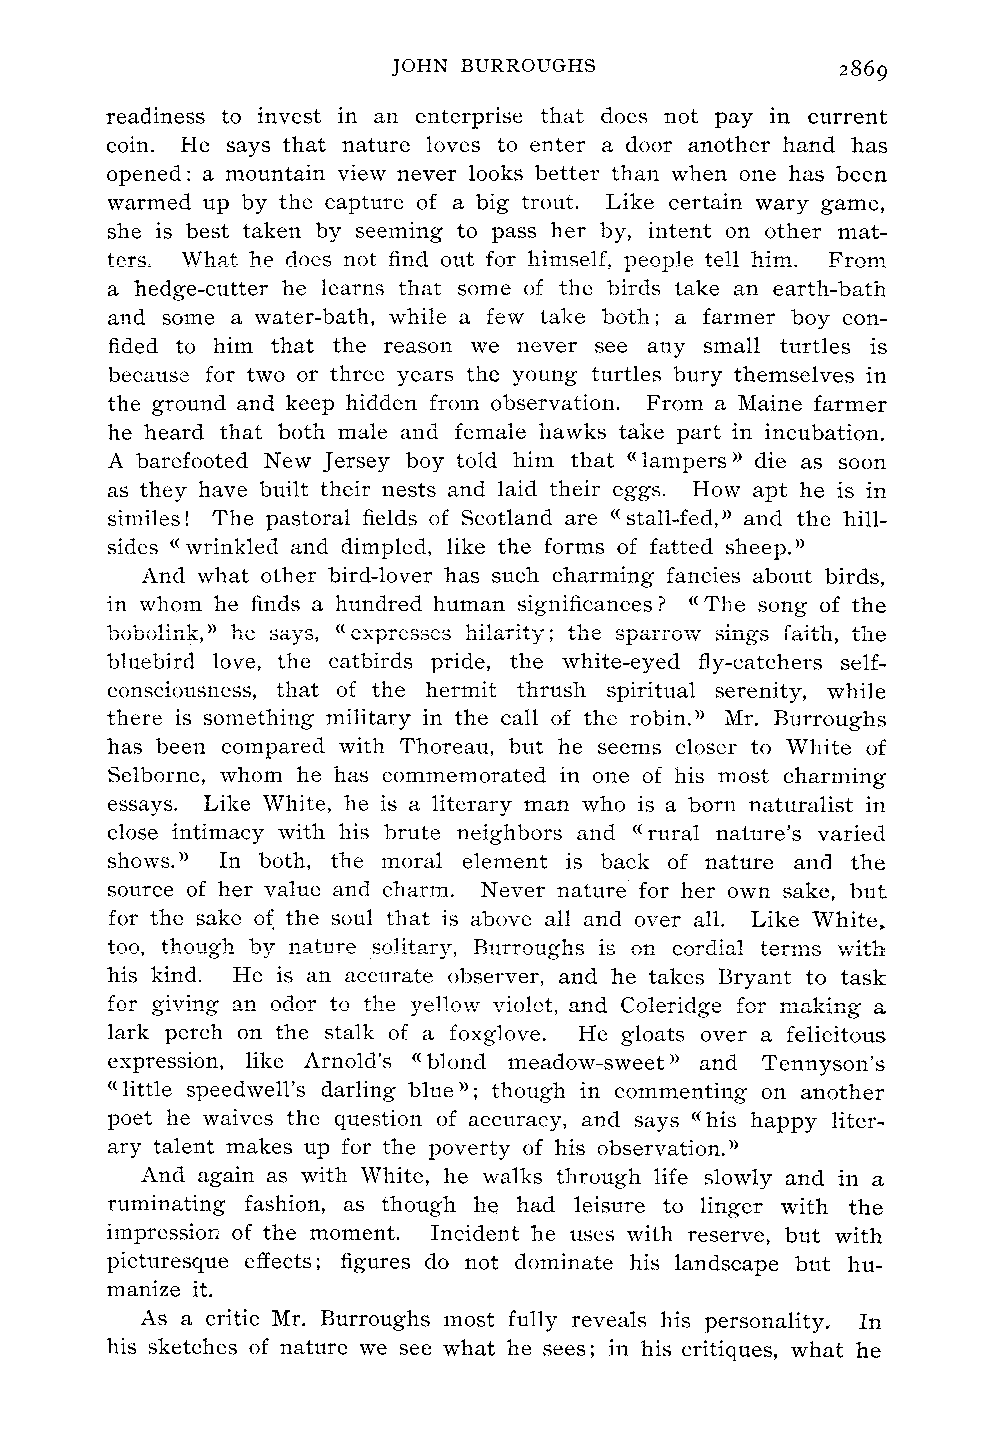 JOHN BURROUGHS 2869
readiness to invest in an enterprise that does not pay in current
coin. He says that nature loves to enter a door another hand has
opened: a mountain view never looks better than when one has been
warmed up by the capture of a big trout. Like certain wary game,
she is best taken by seeming to pass her by, intent on other mat-
ters. What he does not find out for himself, people tell him. From
a hedge-cutter he learns that some of the birds take an earth-bath
and some a water-bath, while a few take both; a farmer boy con-
fided to him that the reason we never see any small turtles is
because for two or three years the young turtles bury themselves in
the ground and keep hidden from observation. From a Maine farmer
he heard that both male and female hawks take part in incubation.
A barefooted New Jersey boy told him that «lampers» die as soon
as they have built their nests and laid their eggs. How apt he is in
similes! The pastoral fields of Scotland are «stall-fed,» and the hill-
sides «wrinkled and dimpled, like the forms of fatted sheep.»
And what other bird-lover has such charming fancies about birds,
in whom he finds a hundred human significances? «The song of the
bobolink,» he says, «expresses hilarity; the sparrow sings faith, the
bluebird love, the catbirds pride, the white-eyed fly-catchers self-
consciousness, that of the hermit thrush spiritual serenity, while
there is something military in the call of the robin.» Mr. Burroughs
has been compared with Thoreau, but he seems closer to White of
Selborne, whom he has commemorated in one of his most charming
essays. Like White, he is a literary man who is a born naturalist in
close intimacy with his brute neighbors and «rural nature's varied
shows.» In both, the moral element is back of nature and the
source of her value and charm. Never nature for her own sake, but
for the sake of the soul that is above all and over all. Like White,
too, though by nature solitary, Burroughs is on cordial terms with
his kind. He is an accurate observer, and he takes Bryant to task
for giving an odor to the yellow violet, and Coleridge for making a
lark perch on the stalk of a foxglove. He gloats over a felicitous
expression, like Arnold's «blond meadow-sweet» and Tennyson's
«little speedwell's darling blue»; though in commenting on another
poet he waives the question of accuracy, and says «his happy liter-
ary talent makes up for the poverty of his observation.»
And again as with White, he walks through life slowly and in a
ruminating fashion, as though he had leisure to linger with the
impression of the moment. Incident he uses with reserve, but with
picturesque effects; figures do not dominate his landscape but hu-
manize it.
As a critic Mr. Burroughs most fully reveals his personality. In
his sketches of nature we see what he sees; in his critiques, what he